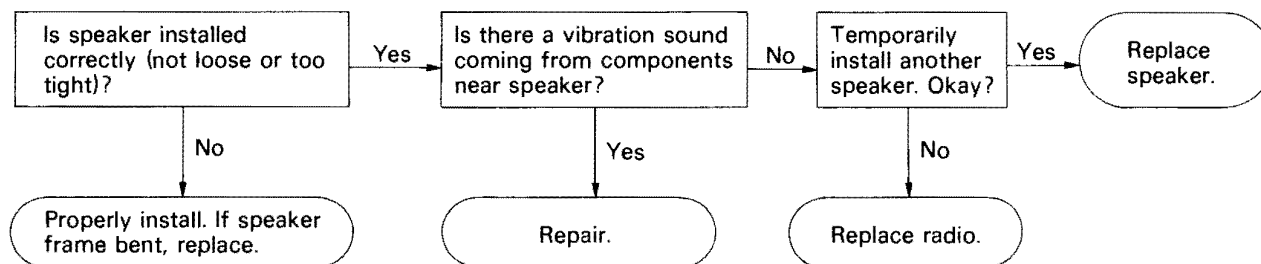 Is speaker installed
correctly (not loose or too
tight)?
Yes
Is there a vibration sound
coming from components
near speaker?
No
Temporarily
install another
speaker. Okay?
Yes
Replace
speaker.
No
Yes
No
Properly install. If speaker
frame bent, replace.
Repair.
Replace radio.